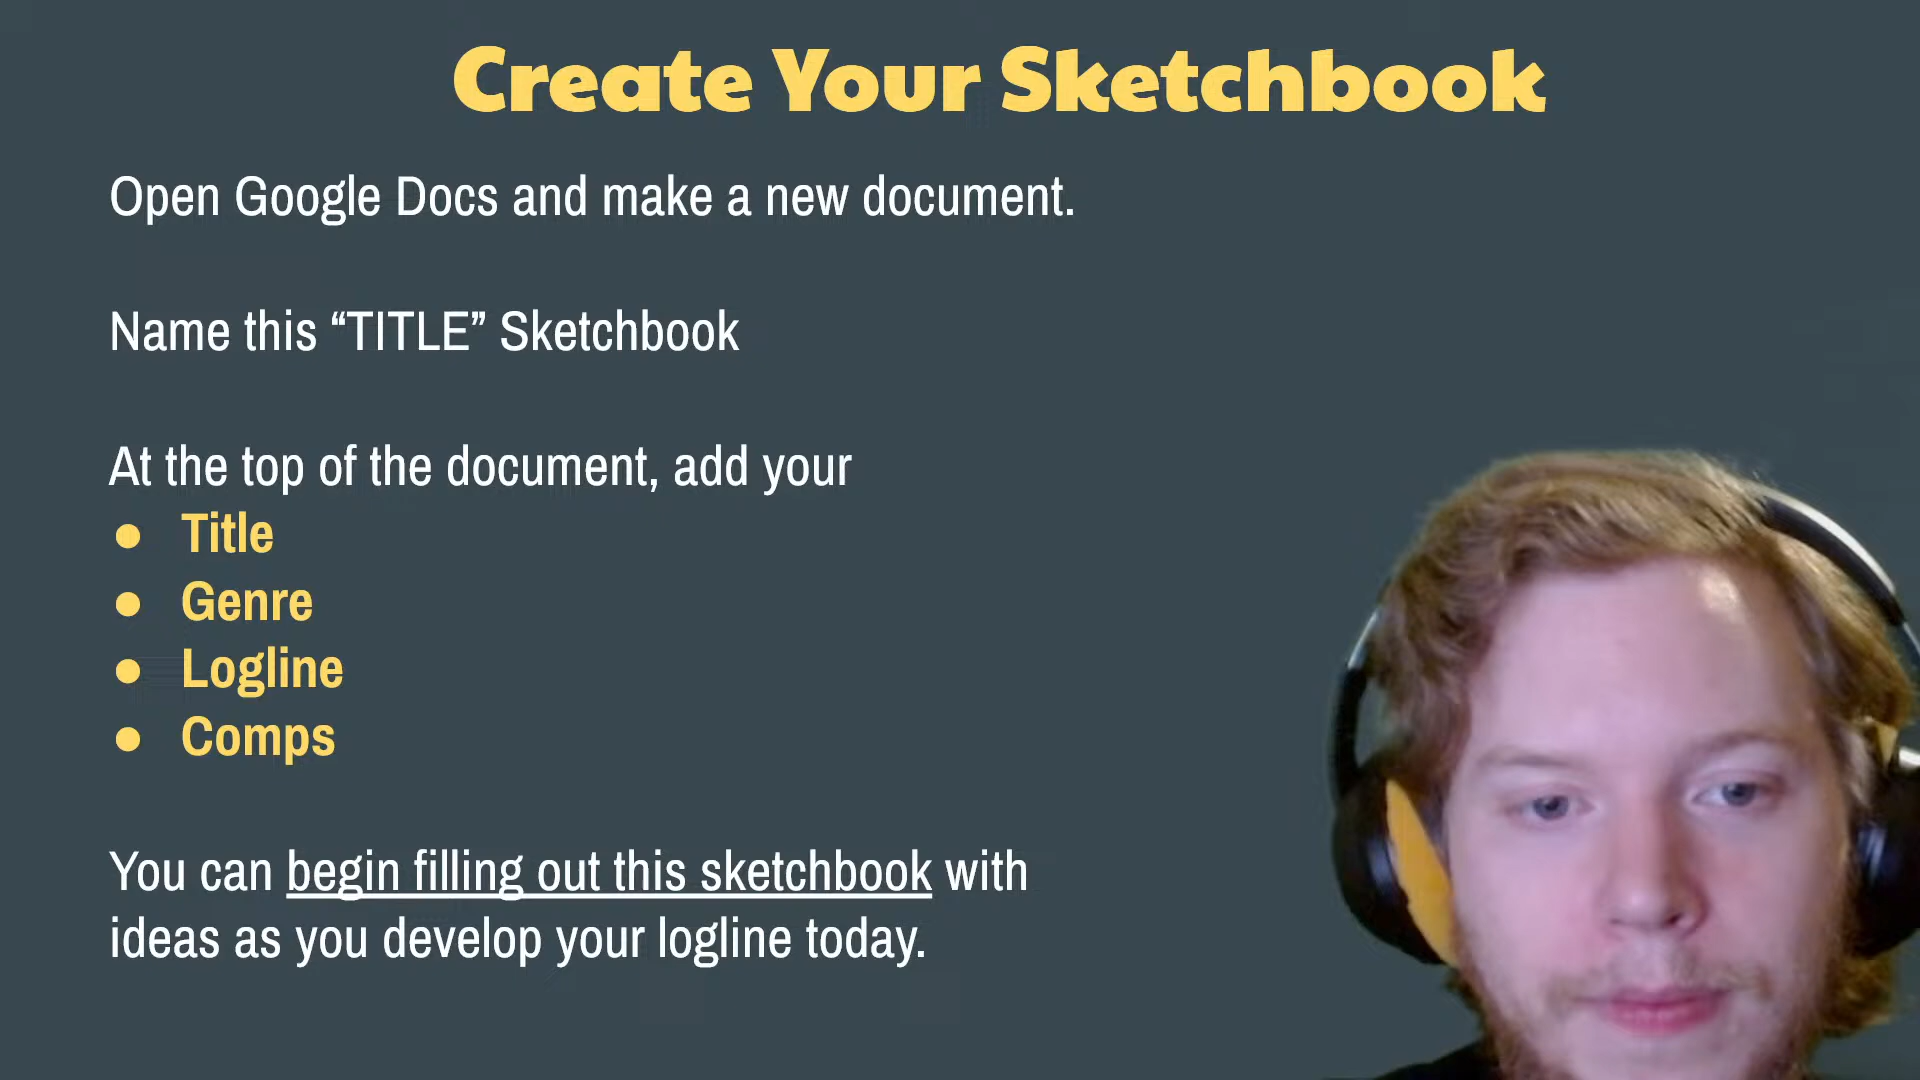 Create Your Sketchbook
Open Google Docs and make a new document.
Name this “TITLE” Sketchbook
At the top of the document, add your
● Title
● Genre
● Logline
● Comps
You can begin filling out this sketchbook with
ideas as you develop your logline today.